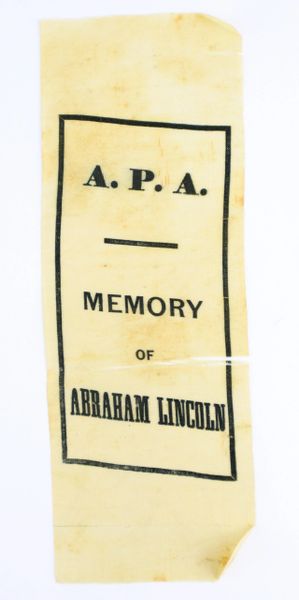 A. P. A.
MEMORY
OF
ABRAHAM LINCOLN